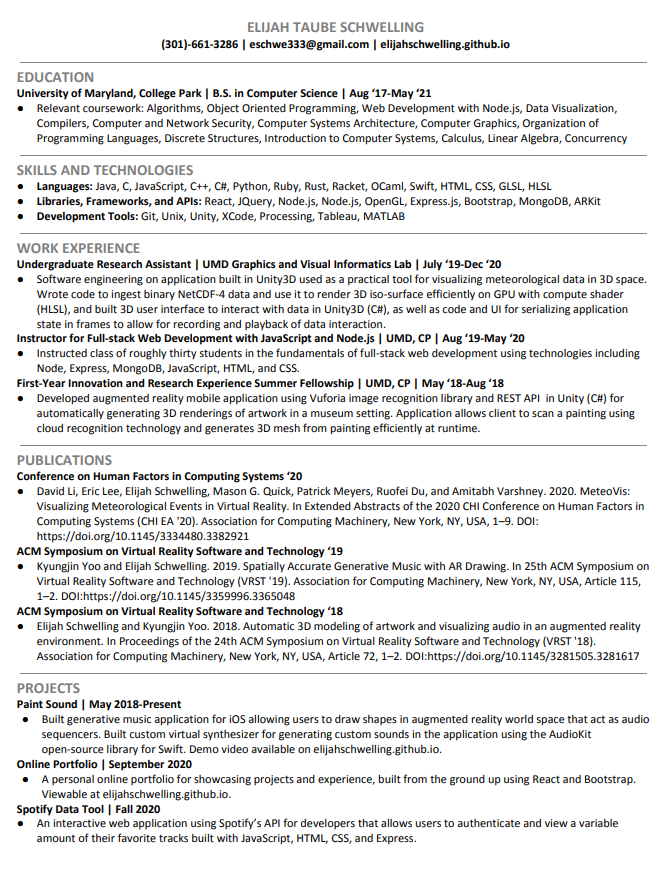 ELIJAH TAUBE SCHWELLING
(301)-661-3286 | eschwe333@gmail.com | elijahschwelling.github.io
EDUCATION
University of Maryland, College Park | B.S. in Computer Science | Aug ‘17-May ‘21
● Relevant coursework: Algorithms, Object Oriented Programming, Web Development with Node.js, Data Visualization,
Compilers, Computer and Network Security, Computer Systems Architecture, Computer Graphics, Organization of
Programming Languages, Discrete Structures, Introduction to Computer Systems, Calculus, Linear Algebra, Concurrency
SKILLS AND TECHNOLOGIES
● Languages: Java, C, JavaScript, C++, C#, Python, Ruby, Rust, Racket, OCaml, Swift, HTML, CSS, GLSL, HLSL
● Libraries, Frameworks, and APIs: React, JQuery, Node.js, Node.js, OpenGL, Express.js, Bootstrap, MongoDB, ARKit
● Development Tools: Git, Unix, Unity, XCode, Processing, Tableau, MATLAB
WORK EXPERIENCE
Undergraduate Research Assistant | UMD Graphics and Visual Informatics Lab | July ‘19-Dec ‘20
● Software engineering on application built in Unity3D used as a practical tool for visualizing meteorological data in 3D space.
Wrote code to ingest binary NetCDF-4 data and use it to render 3D iso-surface efficiently on GPU with compute shader
(HLSL), and built 3D user interface to interact with data in Unity3D (C#), as well as code and UI for serializing application
state in frames to allow for recording and playback of data interaction.
Instructor for Full-stack Web Development with JavaScript and Node.js | UMD, CP | Aug ‘19-May ‘20
● Instructed class of roughly thirty students in the fundamentals of full-stack web development using technologies including
Node, Express, MongoDB, JavaScript, HTML, and CSS.
First-Year Innovation and Research Experience Summer Fellowship | UMD, CP | May ‘18-Aug ‘18
● Developed augmented reality mobile application using Vuforia image recognition library and REST API in Unity (C#) for
automatically generating 3D renderings of artwork in a museum setting. Application allows client to scan a painting using
cloud recognition technology and generates 3D mesh from painting efficiently at runtime.
PUBLICATIONS
Conference on Human Factors in Computing Systems ‘20
● David Li, Eric Lee, Elijah Schwelling, Mason G. Quick, Patrick Meyers, Ruofei Du, and Amitabh Varshney. 2020. MeteoVis:
Visualizing Meteorological Events in Virtual Reality. In Extended Abstracts of the 2020 CHI Conference on Human Factors in
Computing Systems (CHI EA '20). Association for Computing Machinery, New York, NY, USA, 1–9. DOI:
https://doi.org/10.1145/3334480.3382921
ACM Symposium on Virtual Reality Software and Technology ‘19
● Kyungjin Yoo and Elijah Schwelling. 2019. Spatially Accurate Generative Music with AR Drawing. In 25th ACM Symposium on
Virtual Reality Software and Technology (VRST '19). Association for Computing Machinery, New York, NY, USA, Article 115,
1–2. DOI:https://doi.org/10.1145/3359996.3365048
ACM Symposium on Virtual Reality Software and Technology ‘18
● Elijah Schwelling and Kyungjin Yoo. 2018. Automatic 3D modeling of artwork and visualizing audio in an augmented reality
environment. In Proceedings of the 24th ACM Symposium on Virtual Reality Software and Technology (VRST '18).
Association for Computing Machinery, New York, NY, USA, Article 72, 1–2. DOI:https://doi.org/10.1145/3281505.3281617
PROJECTS
Paint Sound | May 2018-Present
● Built generative music application for iOS allowing users to draw shapes in augmented reality world space that act as audio
sequencers. Built custom virtual synthesizer for generating custom sounds in the application using the AudioKit
open-source library for Swift. Demo video available on elijahschwelling.github.io.
Online Portfolio | September 2020
● A personal online portfolio for showcasing projects and experience, built from the ground up using React and Bootstrap.
Viewable at elijahschwelling.github.io.
Spotify Data Tool | Fall 2020
● An interactive web application using Spotify’s API for developers that allows users to authenticate and view a variable
amount of their favorite tracks built with JavaScript, HTML, CSS, and Express.